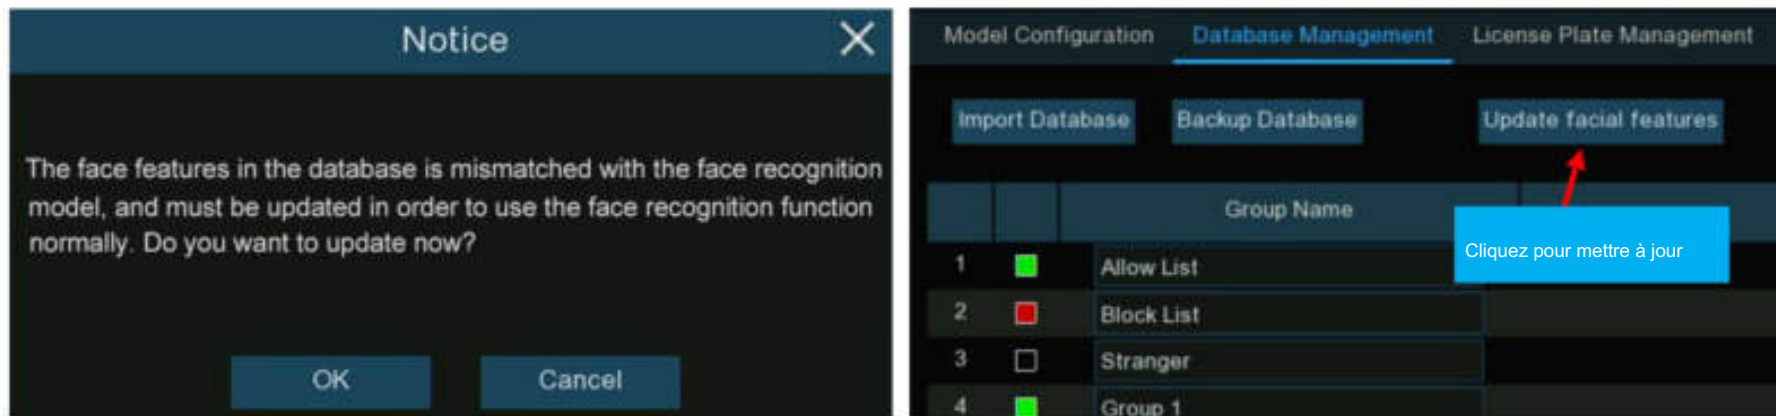 Notice
The face features in the database is mismatched with the face recognition
model, and must be updated in order to use the face recognition function
normally. Do you want to update now?
OK Cancel
Model Configuration Database Management License Plate Management
Import Database Backup Database Update facial features
Group Name
Cliquez pour mettre à jour
1 Allow List
2 Block List
3 Stranger
4 Group 1